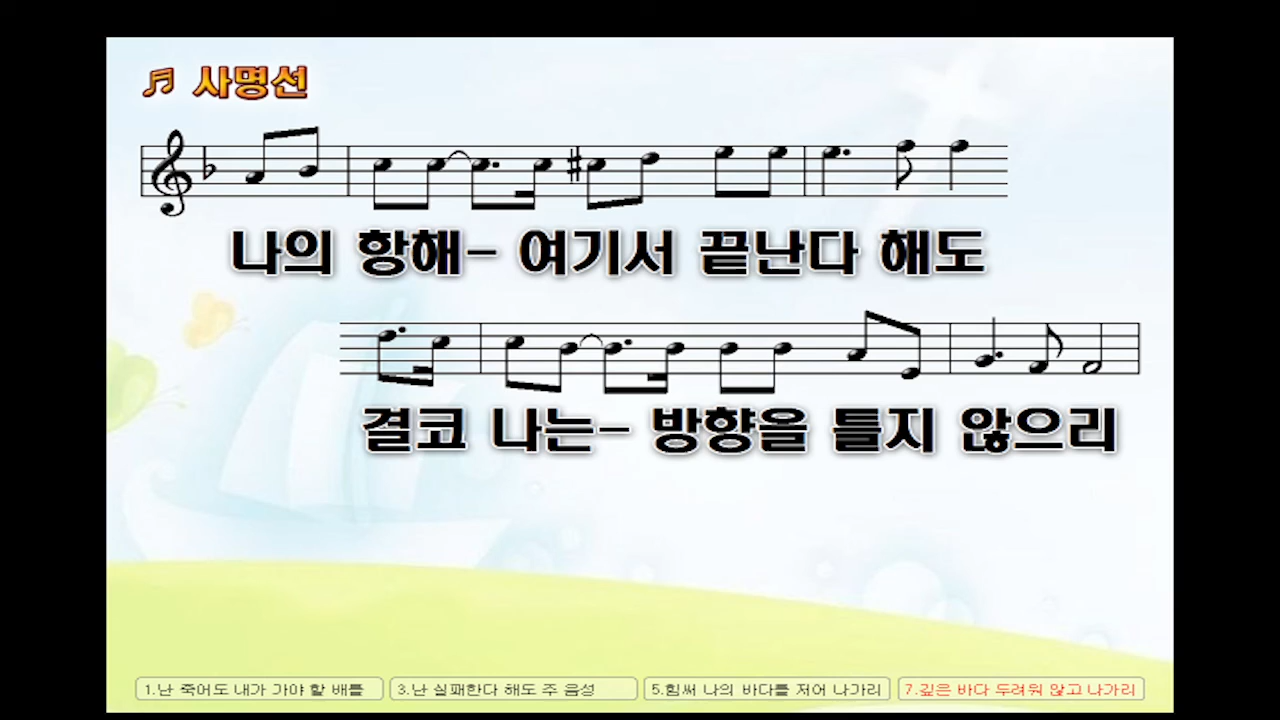 사명선
나의 항해- 여기서 끝난다 해도
결코 나는- 방향을 틀지 않으리
1.난 죽어도 내가 가야 할 배를
3.난 실패한다 해도 주 음성
5.힘써 나의 바다를 저어 나가리
7.깊은 바다 두려워 않고 나가리